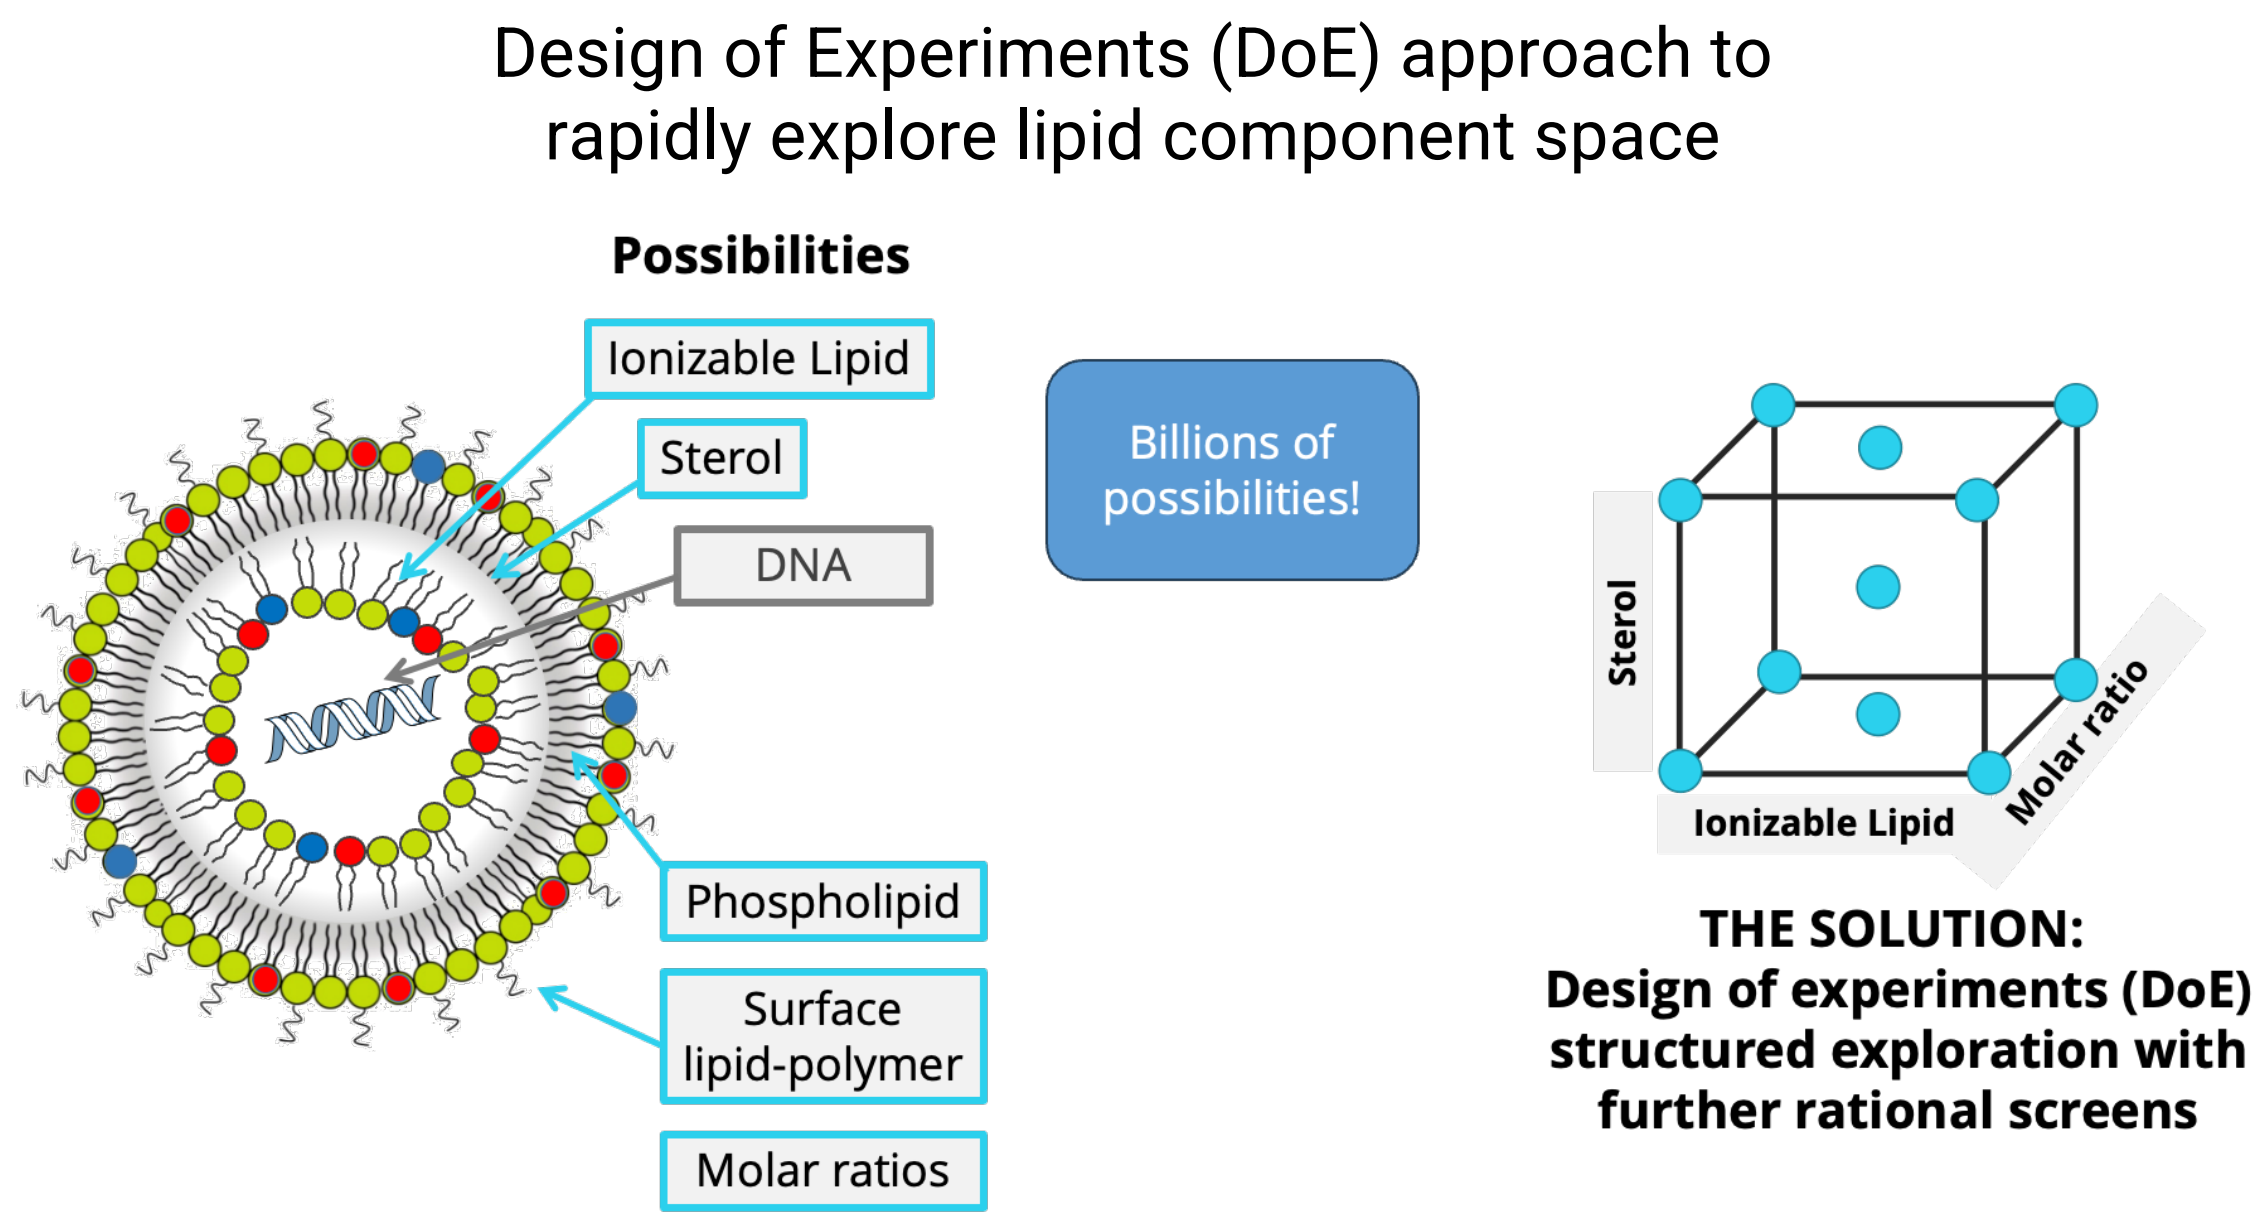 Design of Experiments (DoE) approach to
rapidly explore lipid component space
Possibilities
Ionizable Lipid
Sterol
DNA
Phospholipid
Surface
lipid-polymer
Molar ratios
Billions of
possibilities!
Sterol
Ionizable Lipid
Molar ratio
THE SOLUTION:
Design of experiments (DoE)
structured exploration with
further rational screens